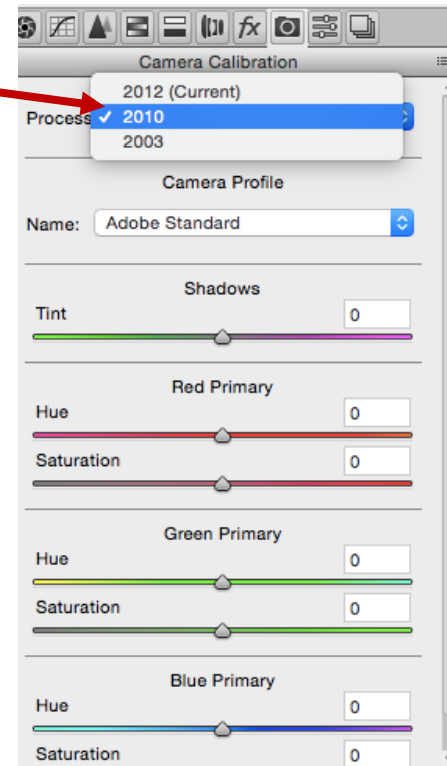 fx
Camera Calibration
2012 (Current)
Process ✓ 2010
2003
Camera Profile
Name: Adobe Standard
Shadows
Tint 0
Red Primary
Hue 0
Saturation 0
Green Primary
Hue 0
Saturation 0
Blue Primary
Hue 0
Saturation 0